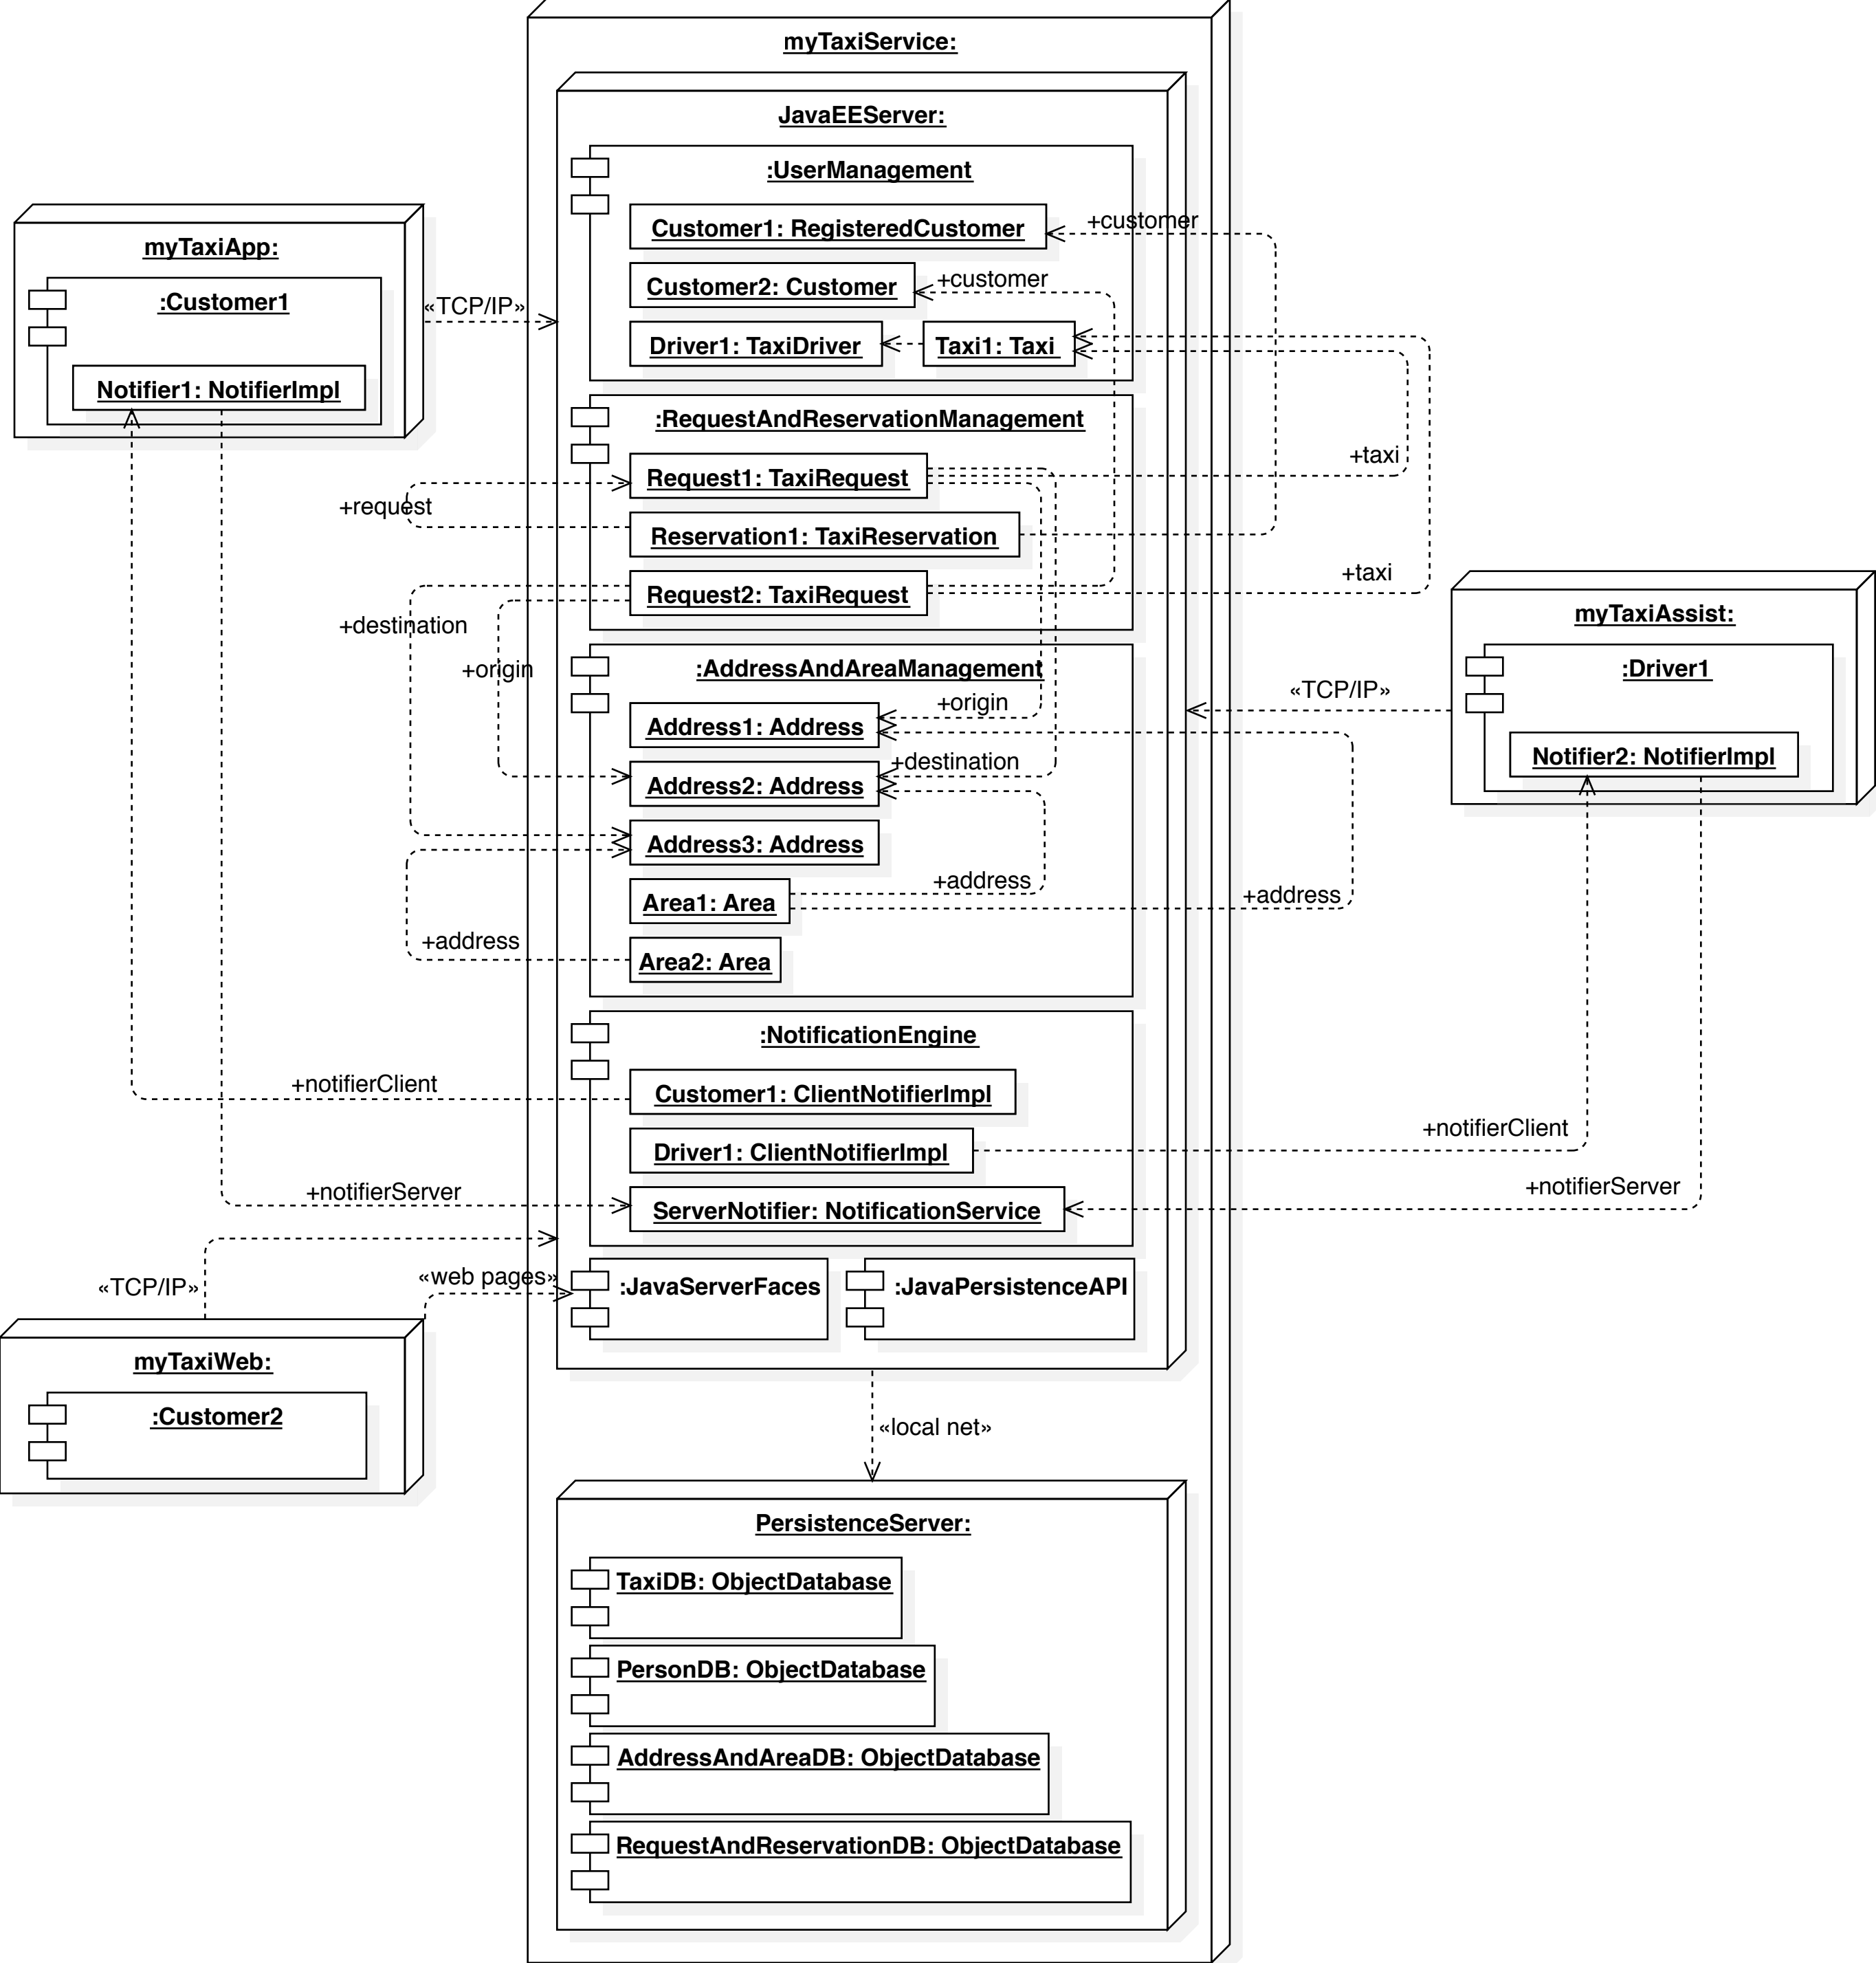 myTaxiService:
JavaEEServer:
:UserManagement
Customer1: RegisteredCustomer
+customer
Customer2: Customer
+customer
Driver1: TaxiDriver
Taxi1: Taxi
myTaxiApp:
:Customer1
Notifier1: NotifierImpl
«TCP/IP»
:RequestAndReservationManagement
Request1: TaxiRequest
+taxi
+request
Reservation1: TaxiReservation
Request2: TaxiRequest
+taxi
+destination
+origin
myTaxiAssist:
:Driver1
Notifier2: NotifierImpl
«TCP/IP»
:AddressAndAreaManagement
+origin
Address1: Address
+destination
Address2: Address
Address3: Address
+address
Area1: Area
+address
+address
Area2: Area
:NotificationEngine
Customer1: ClientNotifierImpl
+notifierClient
Driver1: ClientNotifierImpl
+notifierClient
+notifierServer
ServerNotifier: NotificationService
+notifierServer
«TCP/IP»
«web pages»
:JavaServerFaces
:JavaPersistenceAPI
myTaxiWeb:
:Customer2
«local net»
PersistenceServer:
TaxiDB: ObjectDatabase
PersonDB: ObjectDatabase
AddressAndAreaDB: ObjectDatabase
RequestAndReservationDB: ObjectDatabase